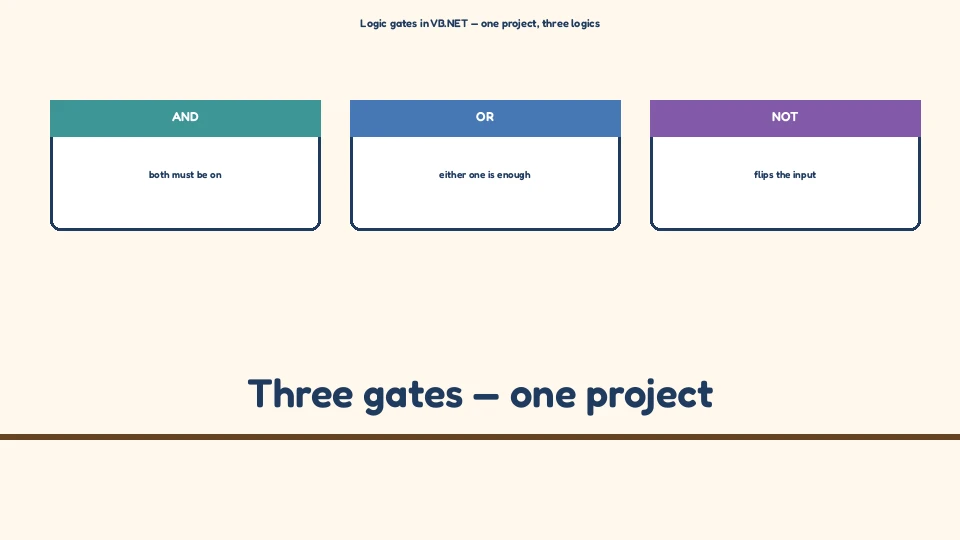 Logic gates in VB.NET — one project, three logics
AND
OR
NOT
both must be on
either one is enough
flips the input
Three gates — one project